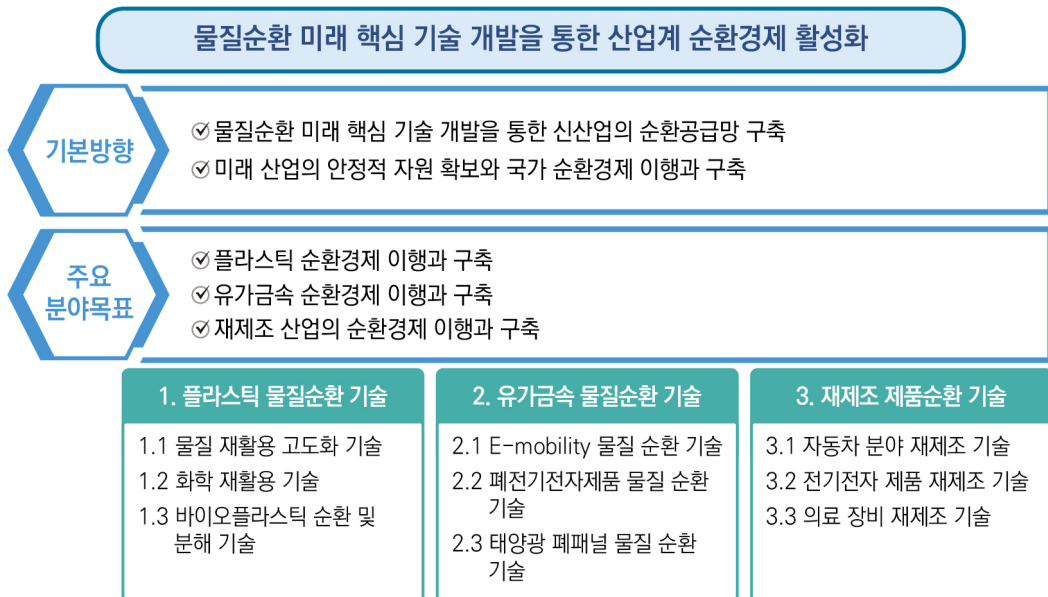 물질순환 미래 핵심 기술 개발을 통한 산업계 순환경제 활성화
기본방향
물질순환 미래 핵심 기술 개발을 통한 신산업의 순환공급망 구축
미래 산업의 안정적 자원 확보와 국가 순환경제 이행과 구축
주요
분야목표
플라스틱 순환경제 이행과 구축
유가금속 순환경제 이행과 구축
재제조 산업의 순환경제 이행과 구축
1. 플라스틱 물질순환 기술
1.1 물질 재활용 고도화 기술
1.2 화학 재활용 기술
1.3 바이오플라스틱 순환 및
분해 기술
2. 유가금속 물질순환 기술
2.1 E-mobility 물질 순환 기술
2.2 폐전기전자제품 물질 순환
기술
2.3 태양광 폐패널 물질 순환
기술
3. 재제조 제품순환 기술
3.1 자동차 분야 재제조 기술
3.2 전기전자 제품 재제조 기술
3.3 의료 장비 재제조 기술